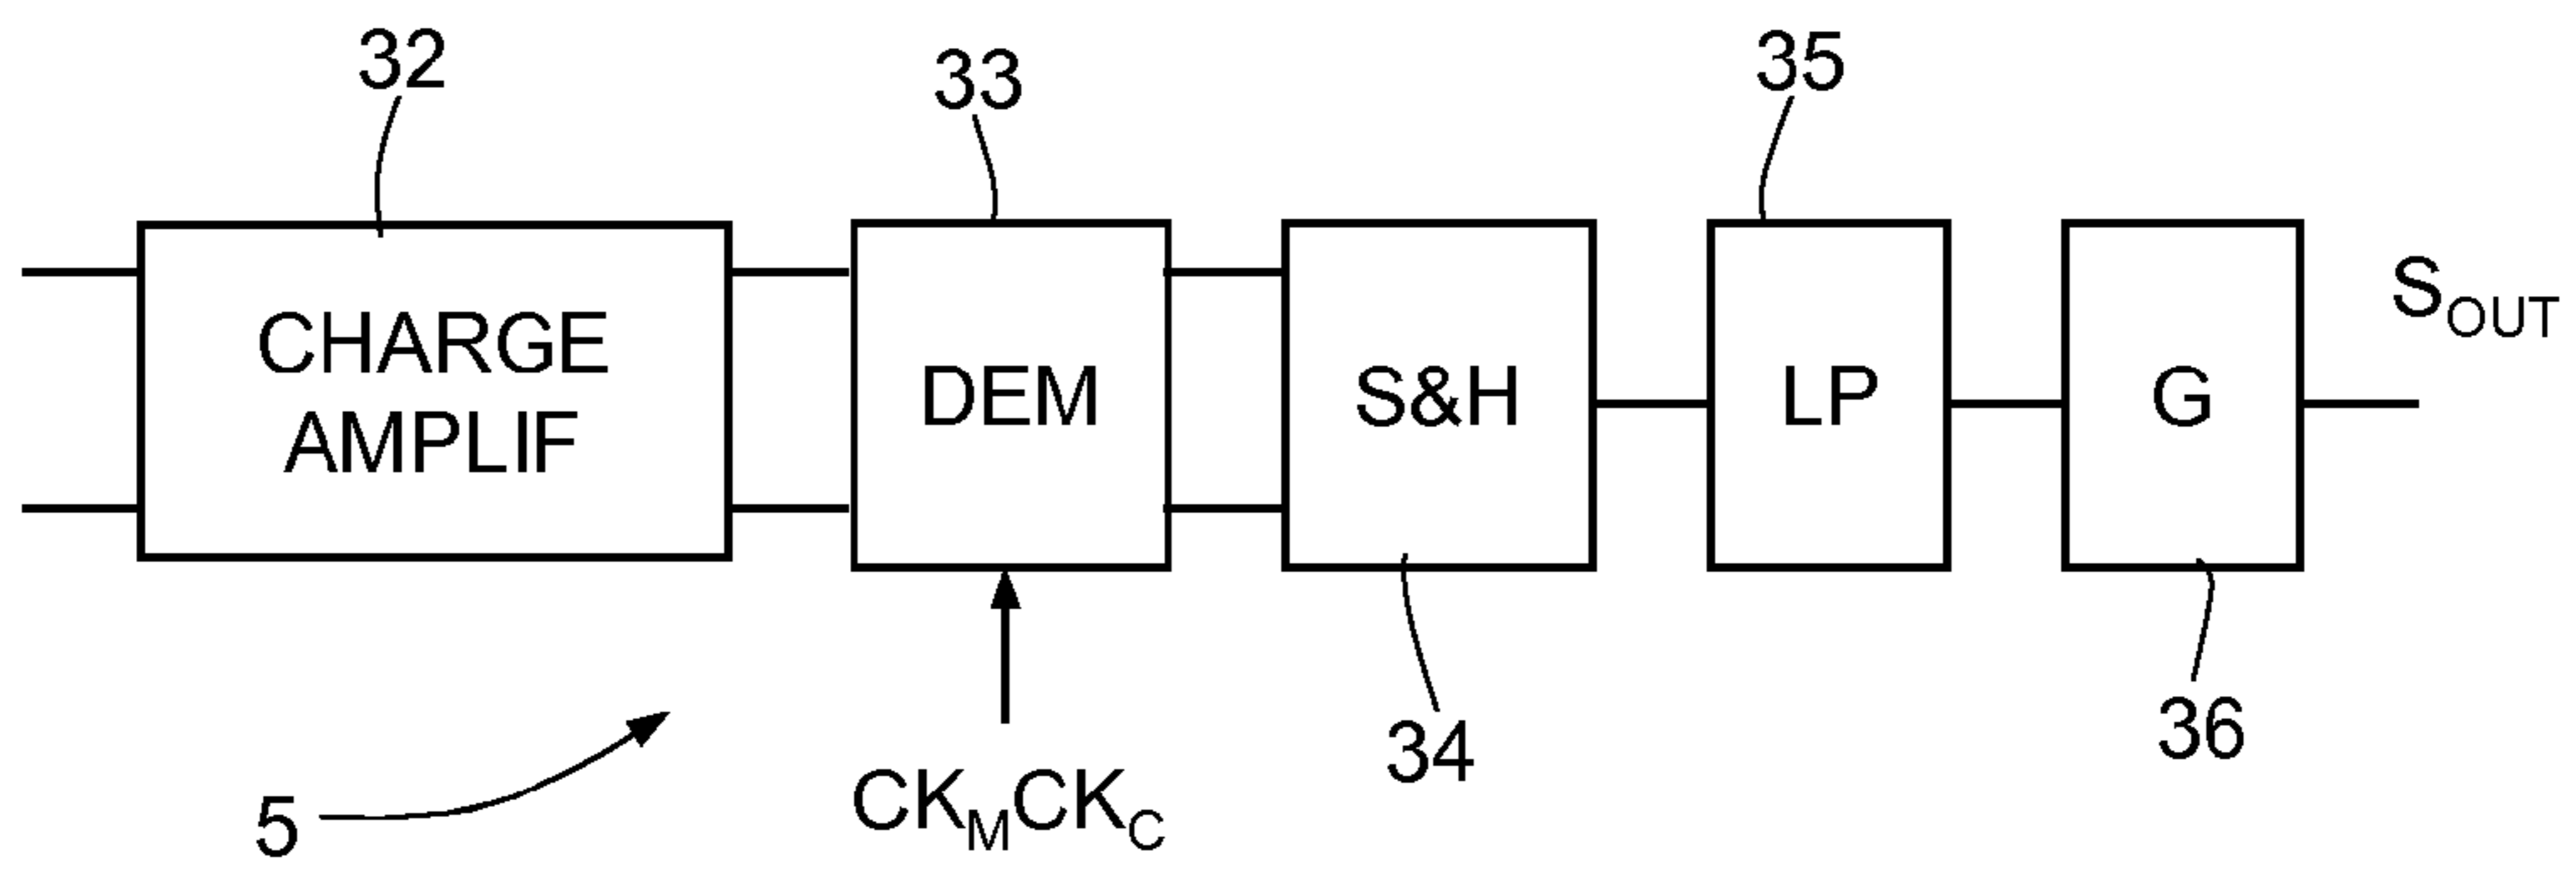 32
33
35
CHARGE
AMPLIF
DEM
S&H
LP
G
S_OUT
34
36
5
CK_MCK_C